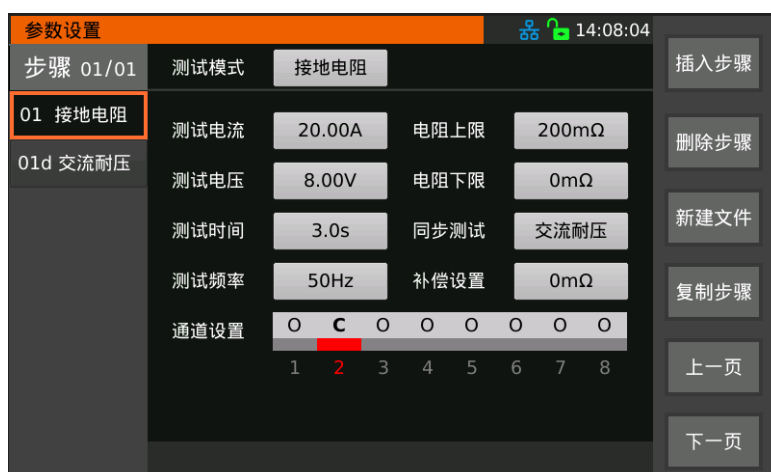 参数设置 14:08:04
步骤 01/01 测试模式 接地电阻 插入步骤
01 接地电阻
测试电流 20.00A 电阻上限 200mΩ 删除步骤
01d 交流耐压
测试电压 8.00V 电阻下限 0mΩ
测试时间 3.0s 同步测试 交流耐压 新建文件
测试频率 50Hz 补偿设置 0mΩ 复制步骤
通道设置 O C O O O O O O
1 2 3 4 5 6 7 8 上一页
下一页